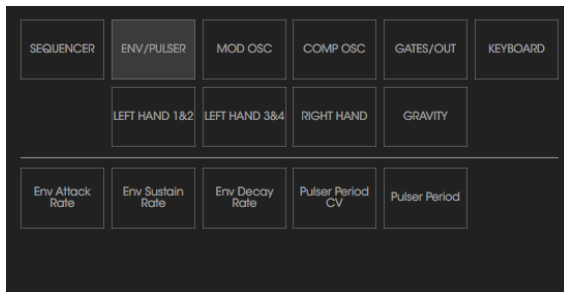 SEQUENCER ENV/PULSER MOD OSC COMP OSC GATES/OUT KEYBOARD
LEFT HAND 1&2 LEFT HAND 3&4 RIGHT HAND GRAVITY
Env Attack
Rate
Env Sustain
Rate
Env Decay
Rate
Pulser Period
CV
Pulser Period